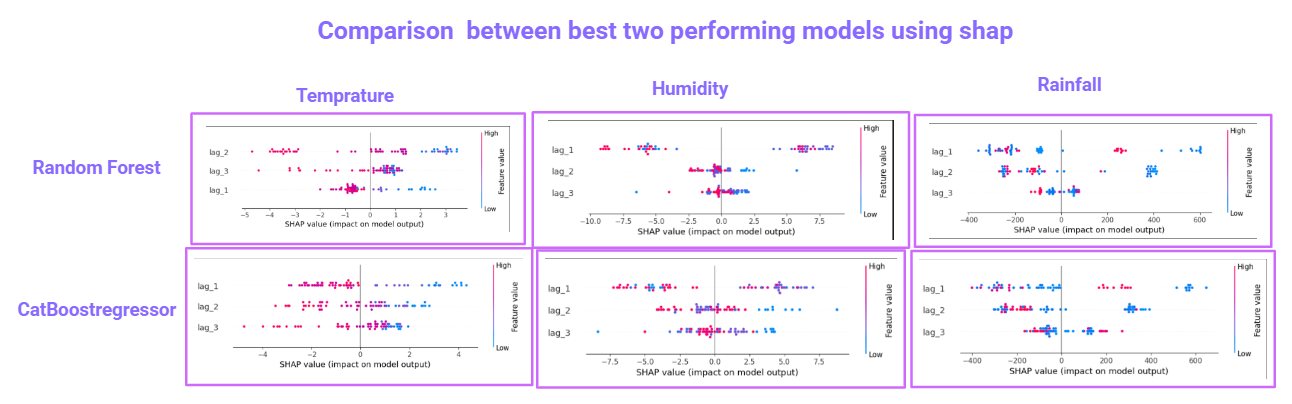 Comparison between best two performing models using shap
Temprature
Humidity
Rainfall
Random Forest
lag_2
lag_3
lag_1
−5 −4 −3 −2 −1 0 1 2 3
SHAP value (impact on model output)
High
Feature value
Low
lag_1
lag_2
lag_3
−10.0 −7.5 −5.0 −2.5 0.0 2.5 5.0 7.5
SHAP value (impact on model output)
High
Feature value
Low
lag_1
lag_2
lag_3
−400 −200 0 200 400 600
SHAP value (impact on model output)
High
Feature value
Low
CatBoostregressor
lag_1
lag_2
lag_3
−4 −2 0 2 4
SHAP value (impact on model output)
High
Feature value
Low
lag_1
lag_2
lag_3
−7.5 −5.0 −2.5 0.0 2.5 5.0 7.5
SHAP value (impact on model output)
High
Feature value
Low
lag_1
lag_2
lag_3
−400 −200 0 200 400 600
SHAP value (impact on model output)
High
Feature value
Low